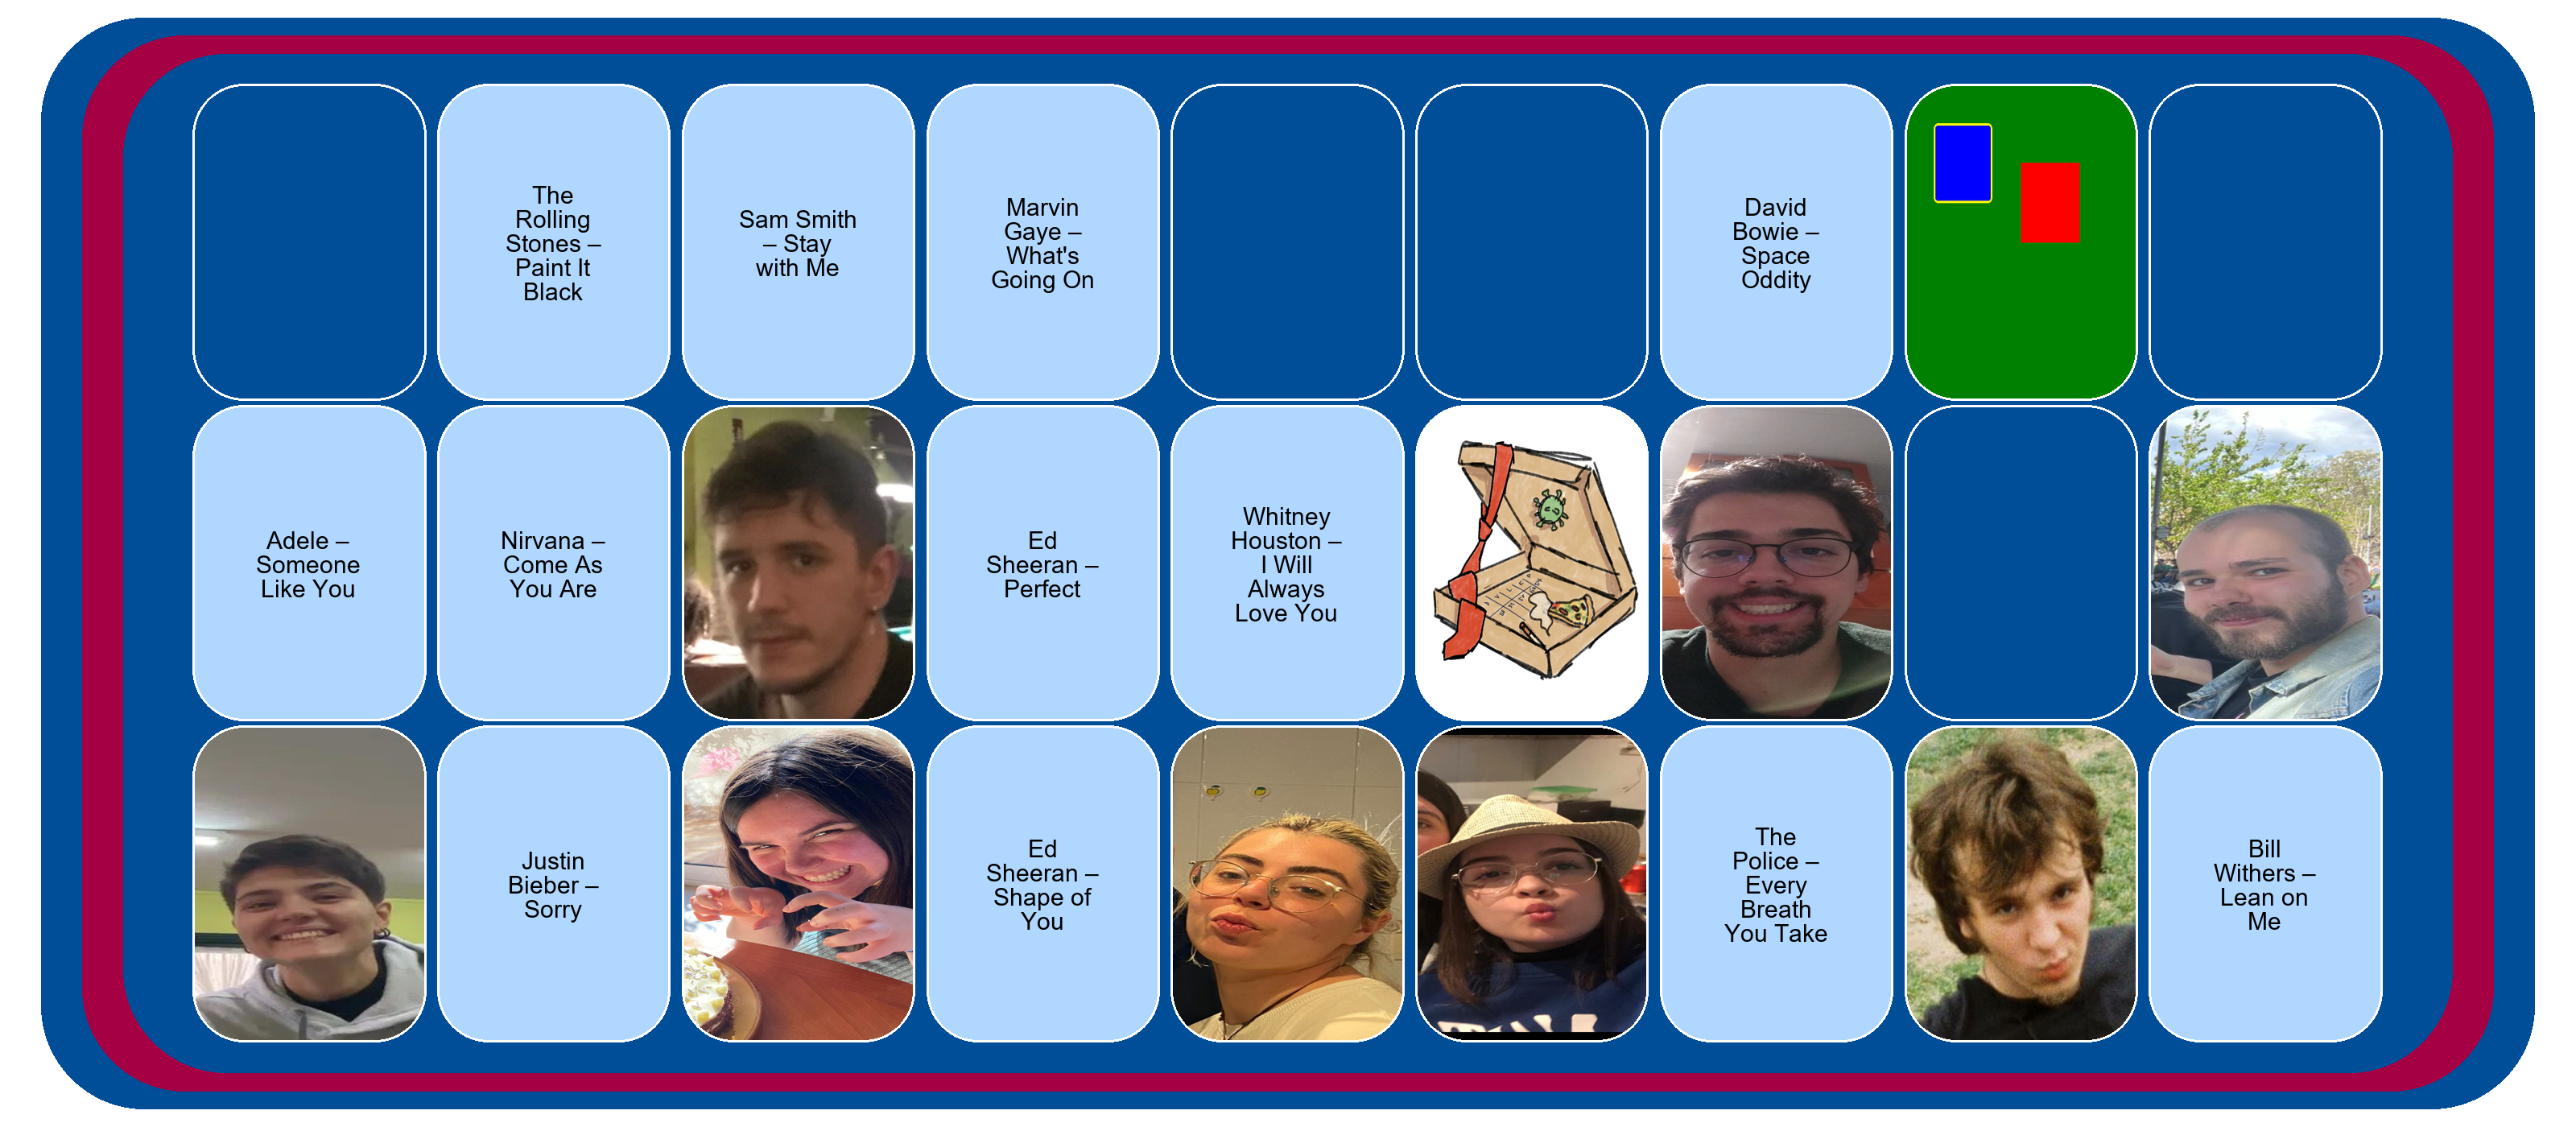 The
Rolling
Stones –
Paint It
Black
Sam Smith
– Stay
with Me
Marvin
Gaye –
What's
Going On
David
Bowie –
Space
Oddity
Adele –
Someone
Like You
Nirvana –
Come As
You Are
Ed
Sheeran –
Perfect
Whitney
Houston –
I Will
Always
Love You
Justin
Bieber –
Sorry
Ed
Sheeran –
Shape of
You
The
Police –
Every
Breath
You Take
Bill
Withers –
Lean on
Me